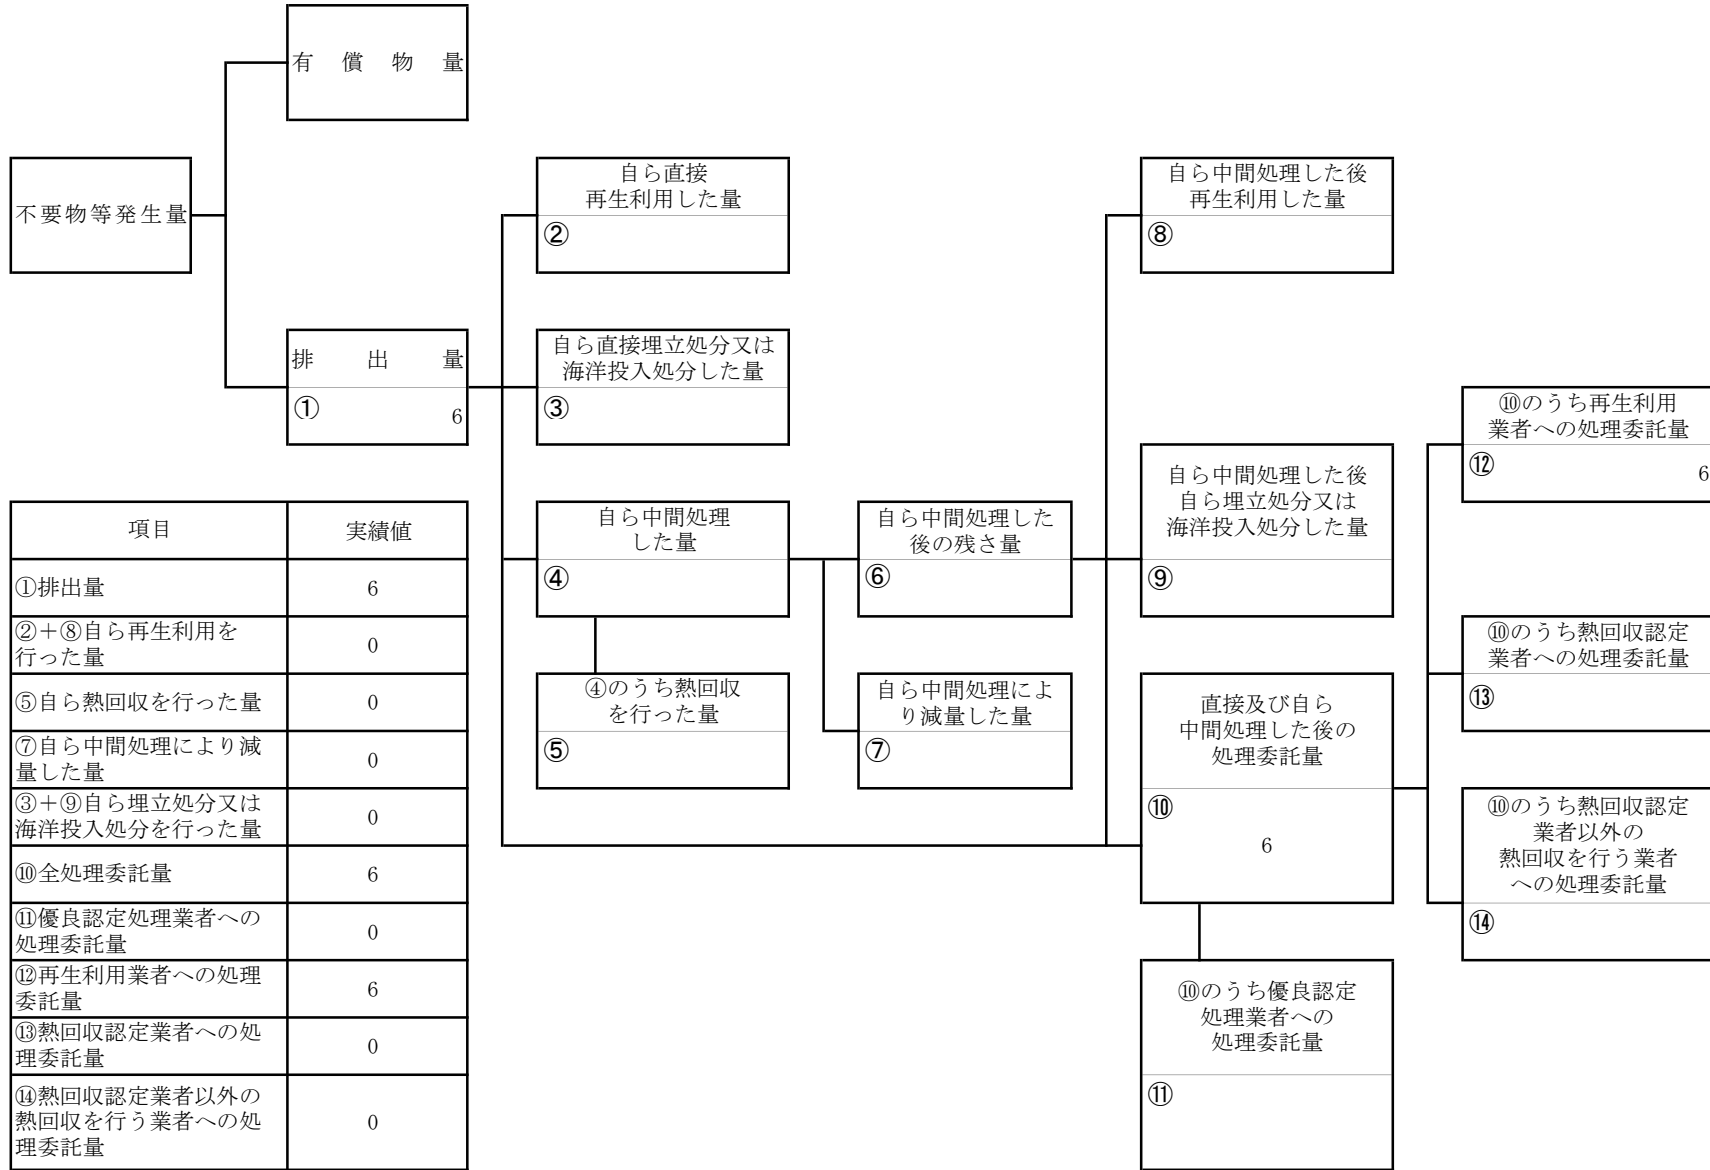 有償物量
不要物等発生量
自ら直接
再生利用した量
②
自ら中間処理した後
再生利用した量
⑧
排出量
①
6
自ら直接埋立処分又は
海洋投入処分した量
③
⑩のうち再生利用
業者への処理委託量
⑫
6
自ら中間処理
した量
④
自ら中間処理した
後の残さ量
⑥
自ら中間処理した後
自ら埋立処分又は
海洋投入処分した量
⑨
⑩のうち熱回収認定
業者への処理委託量
⑬
④のうち熱回収
を行った量
⑤
自ら中間処理によ
り減量した量
⑦
直接及び自ら
中間処理した後の
処理委託量
⑩
6
⑩のうち熱回収認定
業者以外の
熱回収を行う業者
への処理委託量
⑭
⑩のうち優良認定
処理業者への
処理委託量
⑪
項目 実績値
①排出量 6
②+⑧自ら再生利用を
行った量 0
⑤自ら熱回収を行った量 0
⑦自ら中間処理により減
量した量 0
③+⑨自ら埋立処分又は
海洋投入処分を行った量 0
⑩全処理委託量 6
⑪優良認定処理業者への
処理委託量 0
⑫再生利用業者への処理
委託量 6
⑬熱回収認定業者への処
理委託量 0
⑭熱回収認定業者以外の
熱回収を行う業者への処
理委託量 0